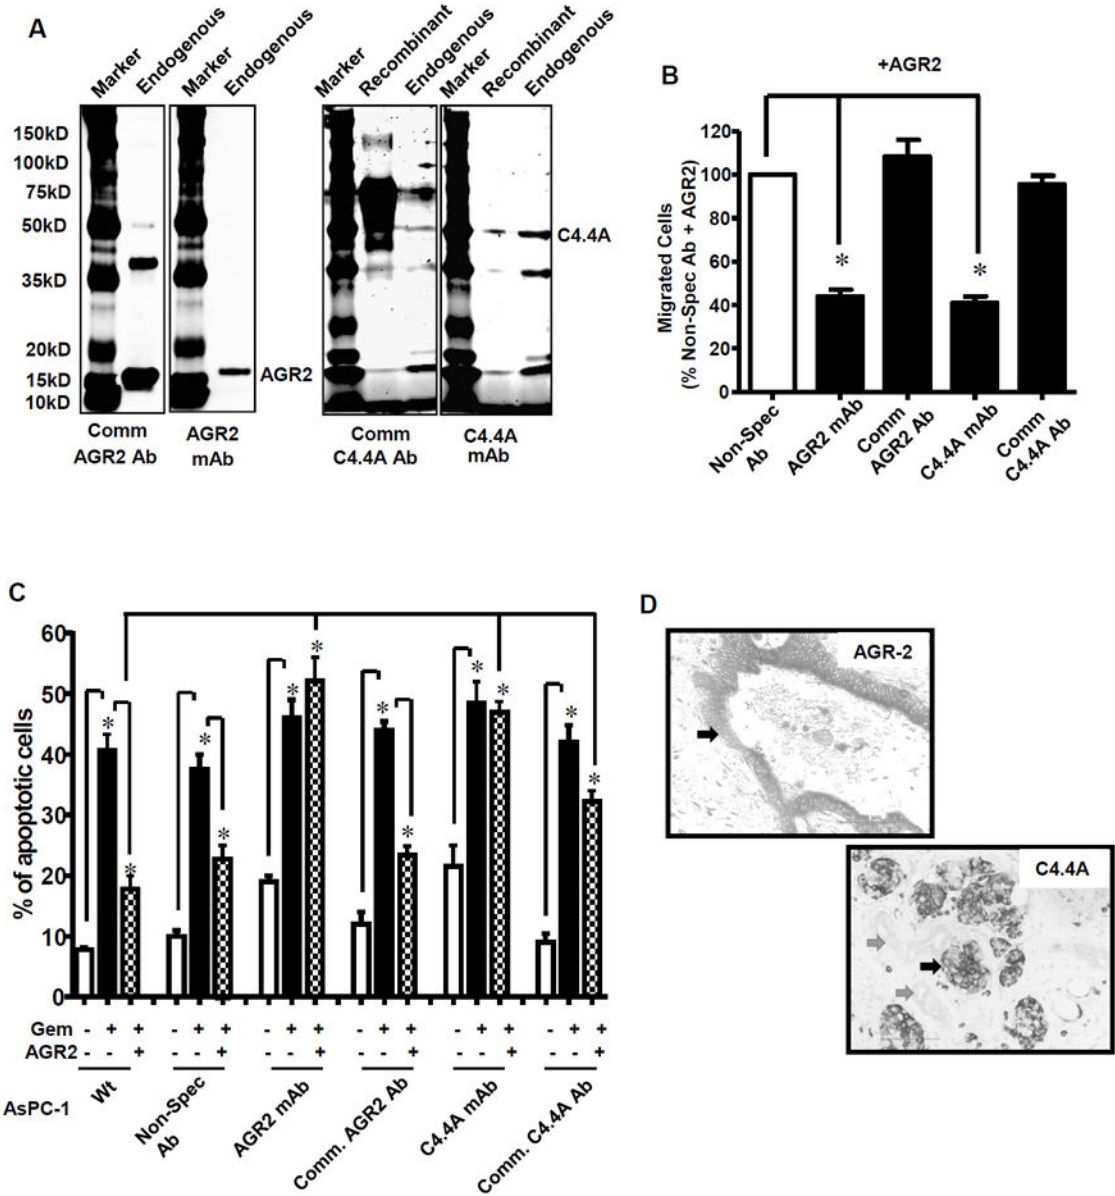 A
Marker
Endogenous
Marker
Endogenous
Marker
Recombinant
Endogenous
Marker
Recombinant
Endogenous
150kD
100kD
75kD
50kD
35kD
20kD
15kD
10kD
C4.4A
AGR2
Comm
AGR2 Ab
AGR2
mAb
Comm
C4.4A Ab
C4.4A
mAb
B
+AGR2
Migrated Cells
(% Non-Spec Ab + AGR2)
120
100
80
60
40
20
0
*
*
Non-Spec
Ab
AGR2 mAb
Comm
AGR2 Ab
C4.4A mAb
Comm
C4.4A Ab
C
% of apoptotic cells
60
50
40
30
20
10
0
* * * * * * * * * * * *
Gem - + + - + + - + + - + + - + + - + +
AGR2 - - + - - + - - + - - + - - + - - +
AsPC-1
Wt
Non-Spec
Ab
AGR2 mAb
Comm. AGR2 Ab
C4.4A mAb
Comm. C4.4A Ab
D
AGR-2
C4.4A